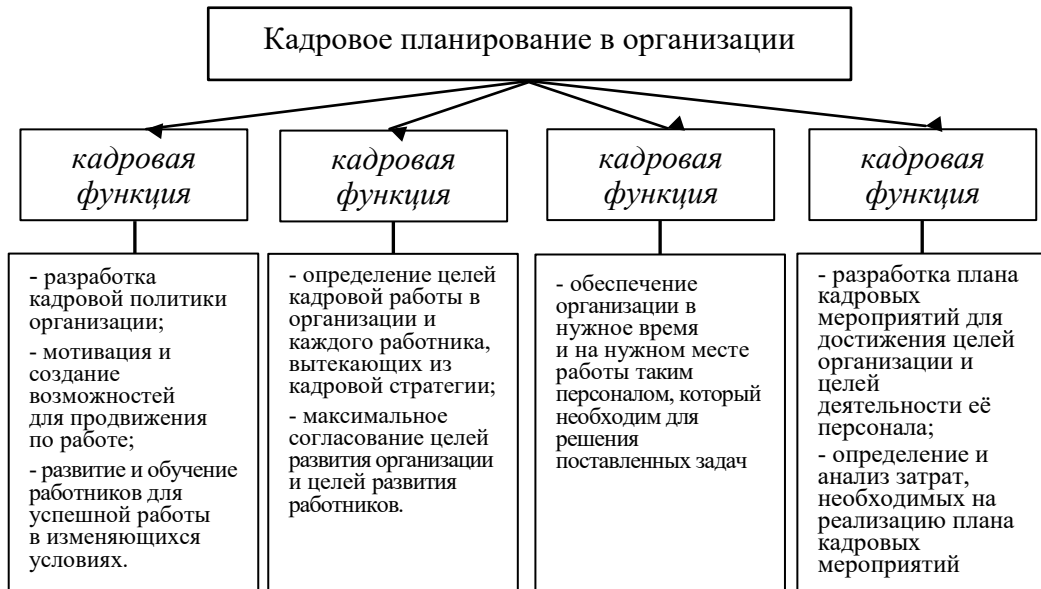 Кадровое планирование в организации
кадровая
функция
кадровая
функция
кадровая
функция
кадровая
функция
- разработка
кадровой политики
организации;
- мотивация и
создание
возможностей
для продвижения
по работе;
- развитие и обучение
работников для
успешной работы
в изменяющихся
условиях.
- определение целей
кадровой работы в
организации и
каждого работника,
вытекающих из
кадровой стратегии;
- максимальное
согласование целей
развития организации
и целей развития
работников.
- обеспечение
организации в
нужное время
и на нужном месте
работы таким
персоналом, который
необходим для
решения
поставленных задач
- разработка плана
кадровых
мероприятий для
достижения целей
организации и
целей
деятельности её
персонала;
- определение и
анализ затрат,
необходимых на
реализацию плана
кадровых
мероприятий